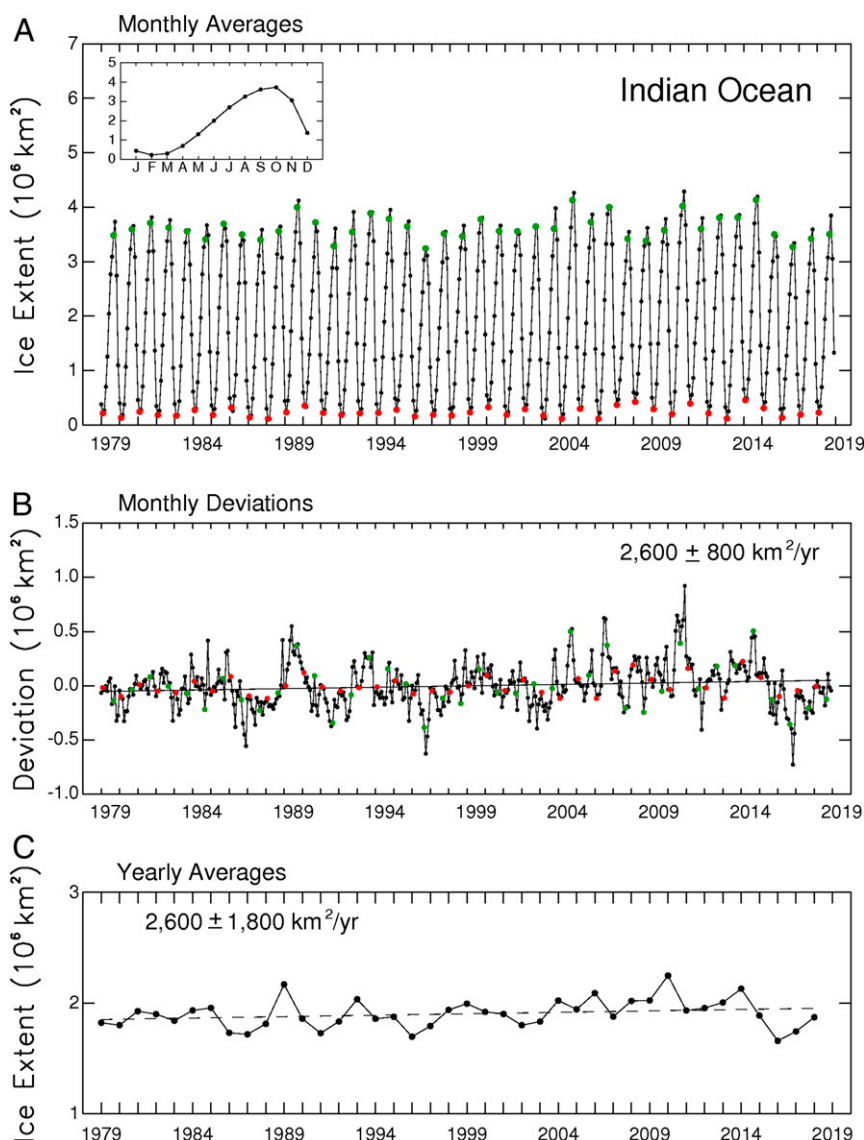 A Monthly Averages
Indian Ocean
Ice Extent (10⁶ km²)
7
6
5
4
3
2
1
0
5
4
3
2
1
0
J F M A M J J A S O N D
1979 1984 1989 1994 1999 2004 2009 2014 2019
B Monthly Deviations
2,600 ± 800 km²/yr
Deviation (10⁶ km²)
1.5
1.0
0.5
0.0
-0.5
-1.0
1979 1984 1989 1994 1999 2004 2009 2014 2019
C Yearly Averages
2,600 ± 1,800 km²/yr
Ice Extent (10⁶ km²)
3
2
1
1979 1984 1989 1994 1999 2004 2009 2014 2019